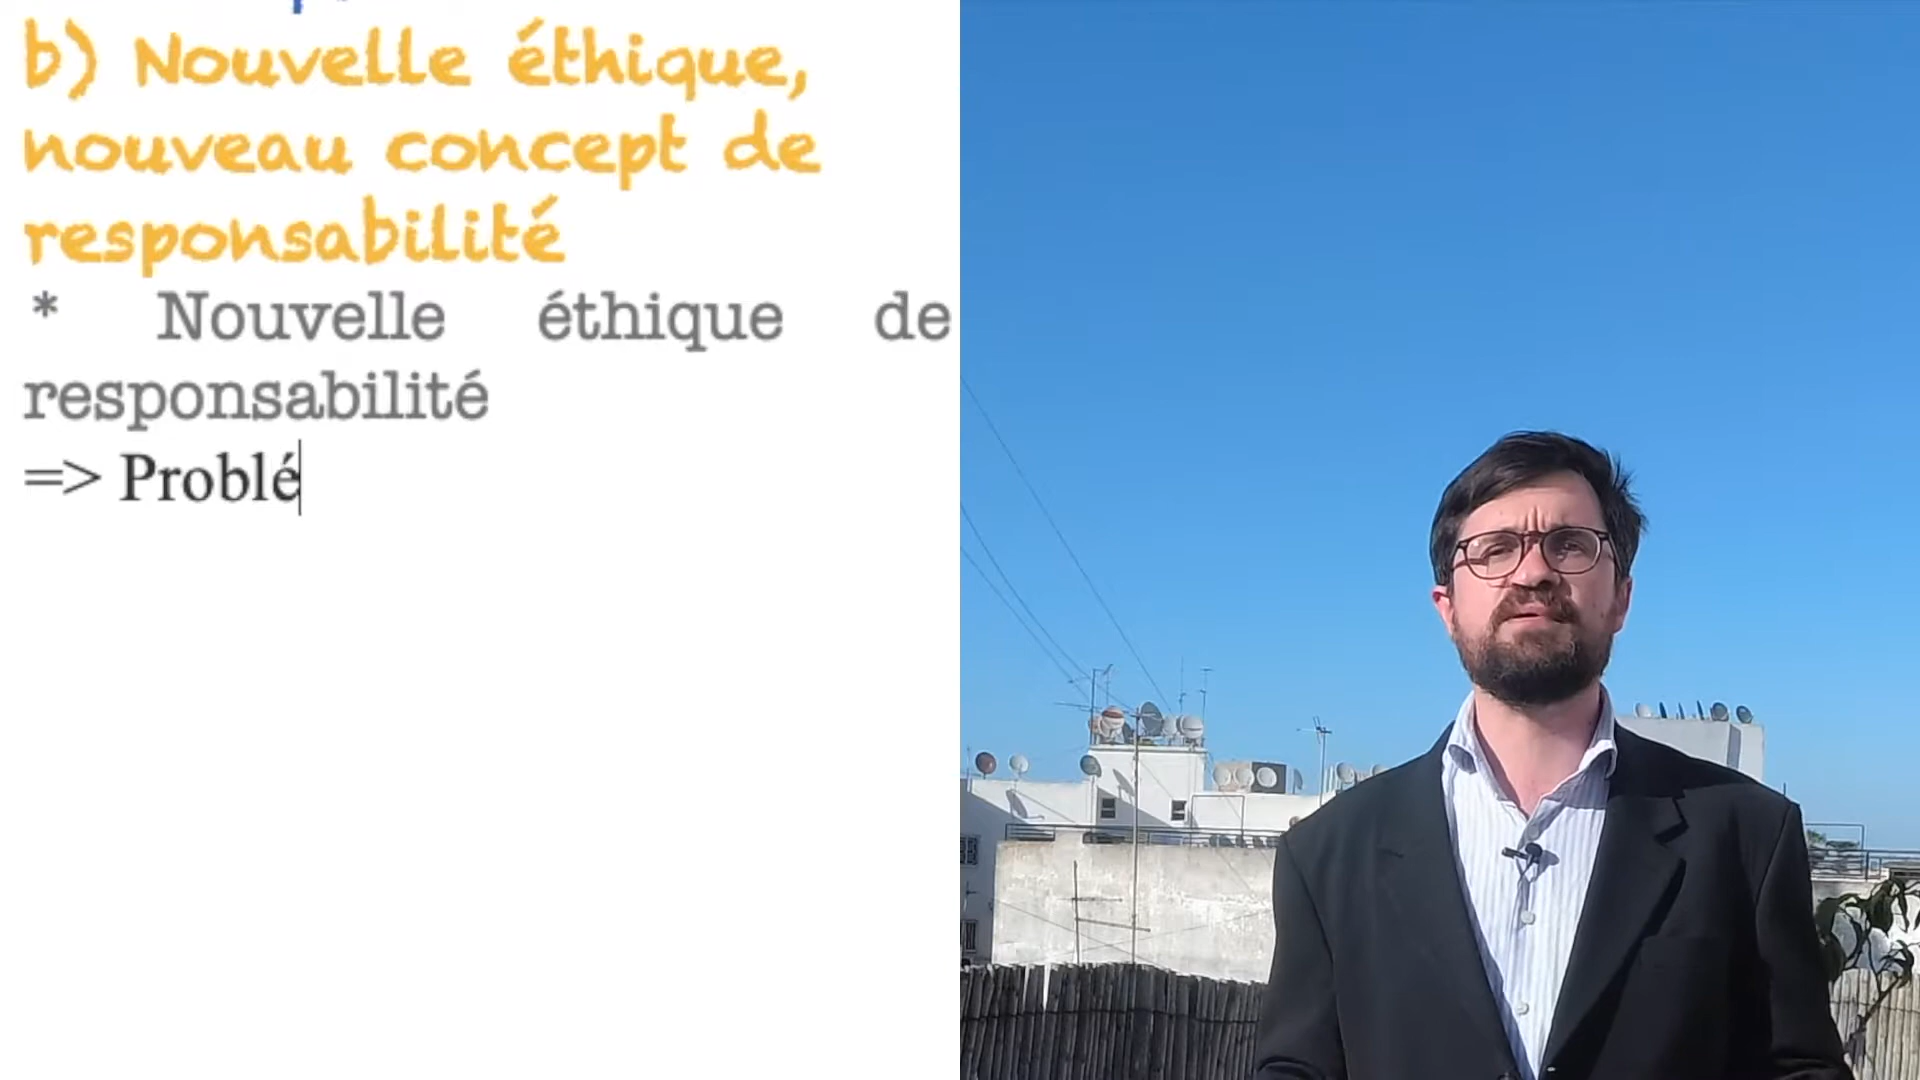 b) Nouvelle éthique,
nouveau concept de
responsabilité
* Nouvelle éthique de
responsabilité
=> Problé